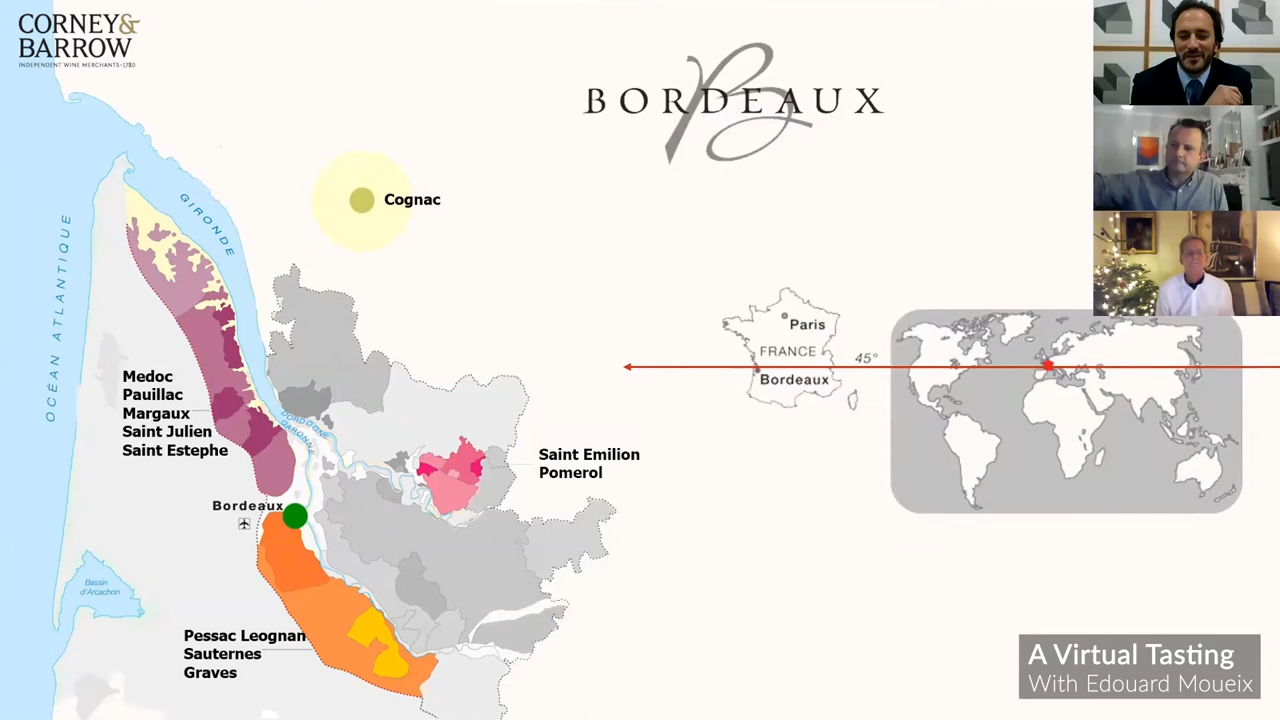 CORNEY&
BARROW
INDEPENDENT WINE MERCHANTS•1780
BORDEAUX
B
Cognac
GIRONDE
OCÉAN ATLANTIQUE
Paris
FRANCE
45°
Bordeaux
Medoc
Pauillac
Margaux
Saint Julien
Saint Estephe
DORDOGNE
GARONNE
Saint Emilion
Pomerol
Bordeaux
Bassin
d'Arcachon
Pessac Leognan
Sauternes
Graves
A Virtual Tasting
With Edouard Moueix